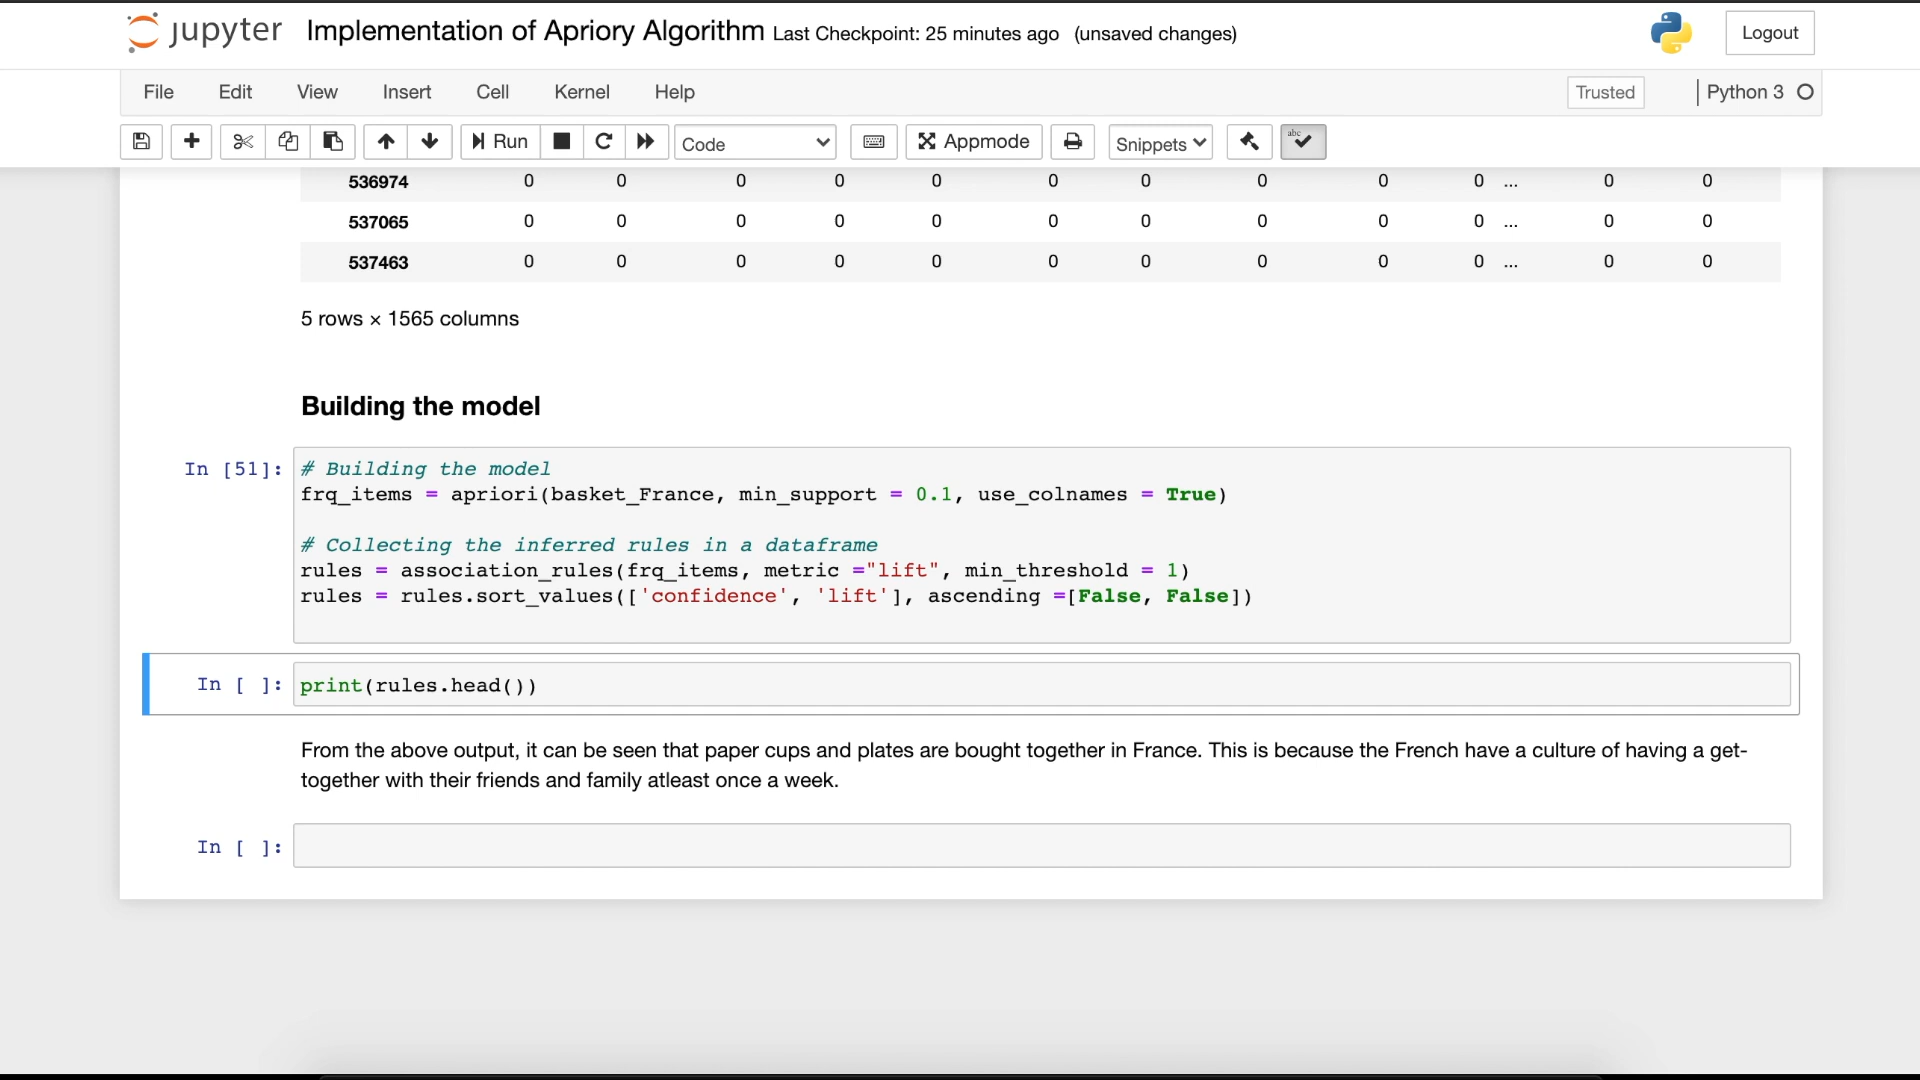 jupyter Implementation of Apriory Algorithm Last Checkpoint: 25 minutes ago (unsaved changes) Logout
File Edit View Insert Cell Kernel Help Trusted Python 3
Run Code Appmode Snippets abc
536974 0 0 0 0 0 0 0 0 0 0 ... 0 0
537065 0 0 0 0 0 0 0 0 0 0 ... 0 0
537463 0 0 0 0 0 0 0 0 0 0 ... 0 0
5 rows × 1565 columns
Building the model
In [51]: # Building the model
frq_items = apriori(basket_France, min_support = 0.1, use_colnames = True)
# Collecting the inferred rules in a dataframe
rules = association_rules(frq_items, metric ="lift", min_threshold = 1)
rules = rules.sort_values(['confidence', 'lift'], ascending =[False, False])
In [ ]: print(rules.head())
From the above output, it can be seen that paper cups and plates are bought together in France. This is because the French have a culture of having a get-
together with their friends and family atleast once a week.
In [ ]: